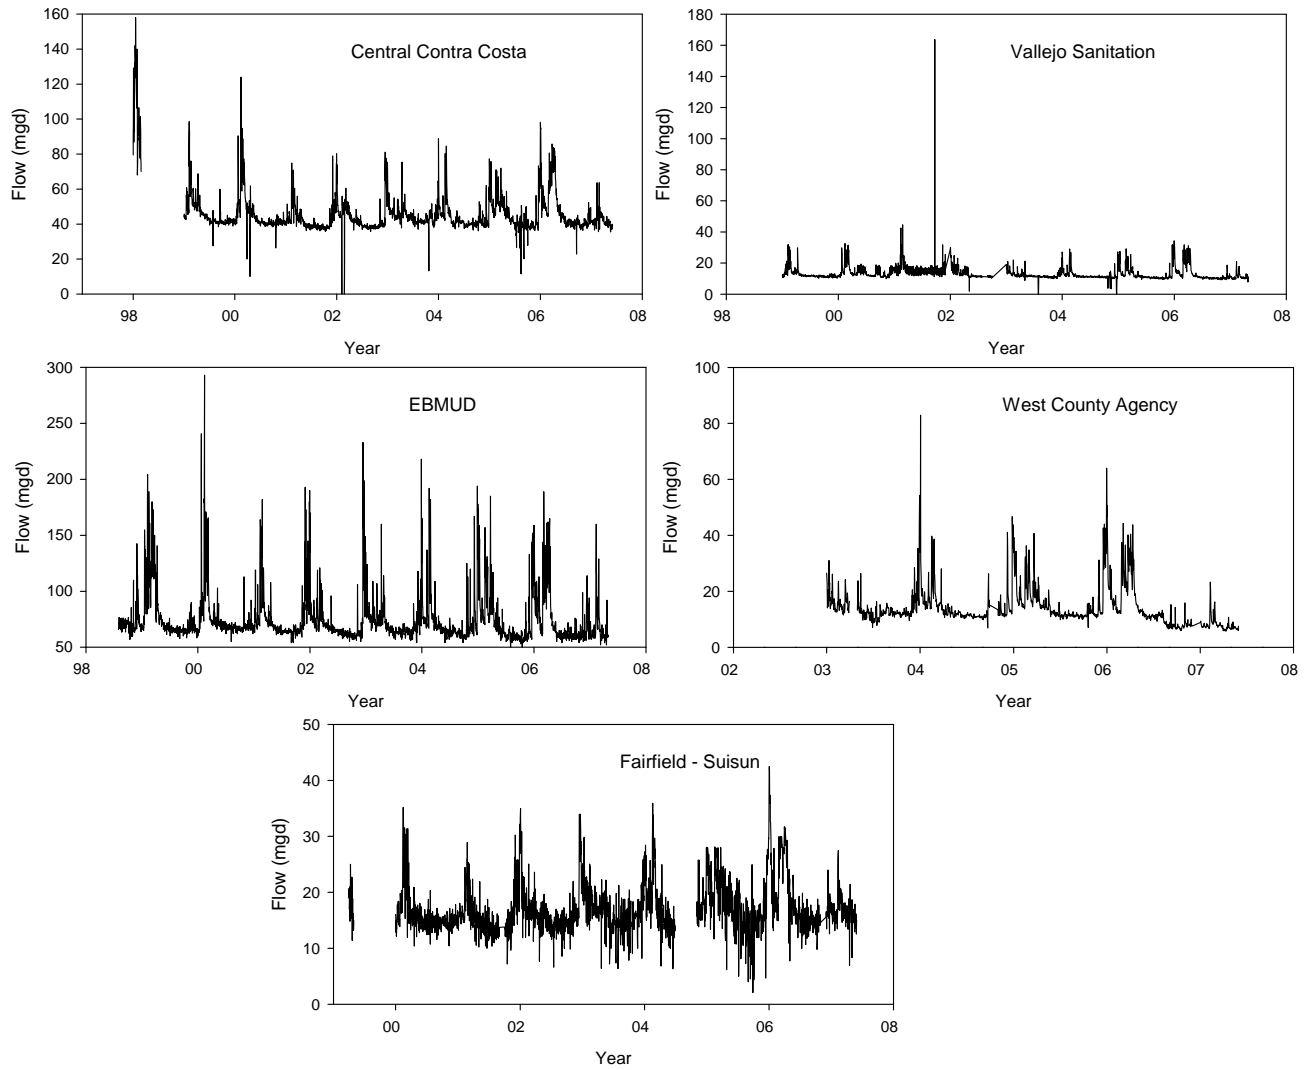 Central Contra Costa
Flow (mgd)
160
140
120
100
80
60
40
20
0
98 00 02 04 06 08
Year
Vallejo Sanitation
Flow (mgd)
180
160
140
120
100
80
60
40
20
0
98 00 02 04 06 08
Year
EBMUD
Flow (mgd)
300
250
200
150
100
50
98 00 02 04 06 08
Year
West County Agency
Flow (mgd)
100
80
60
40
20
0
02 03 04 05 06 07 08
Year
Fairfield - Suisun
Flow (mgd)
50
40
30
20
10
0
00 02 04 06 08
Year